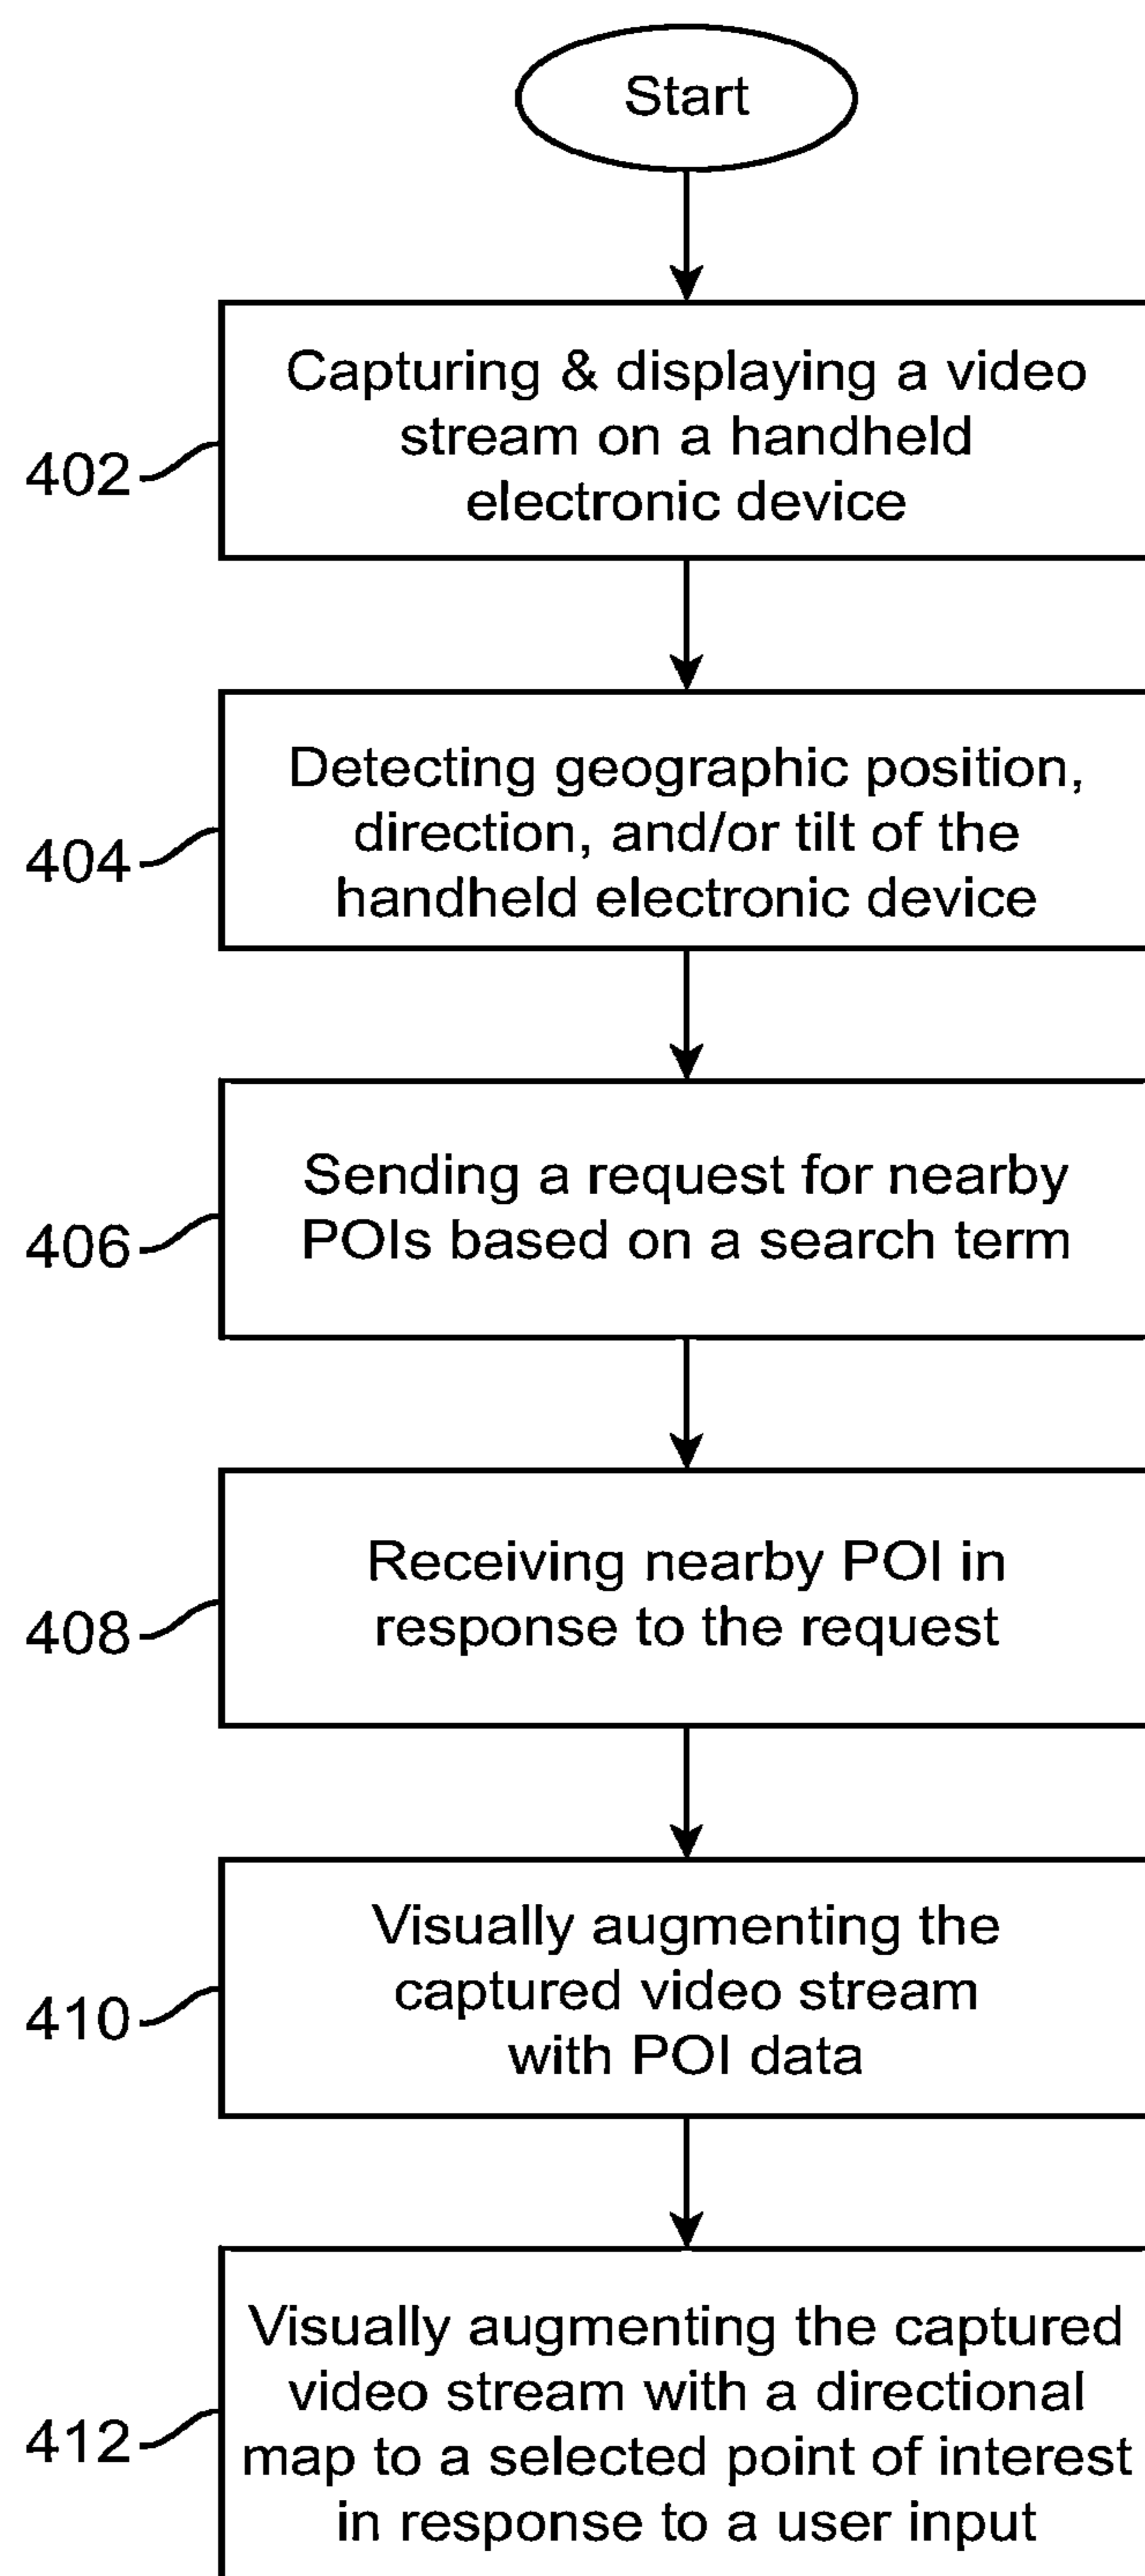 Start
Capturing & displaying a video
stream on a handheld
electronic device
402
Detecting geographic position,
direction, and/or tilt of the
handheld electronic device
404
Sending a request for nearby
POIs based on a search term
406
Receiving nearby POI in
response to the request
408
Visually augmenting the
captured video stream
with POI data
410
Visually augmenting the captured
video stream with a directional
map to a selected point of interest
in response to a user input
412